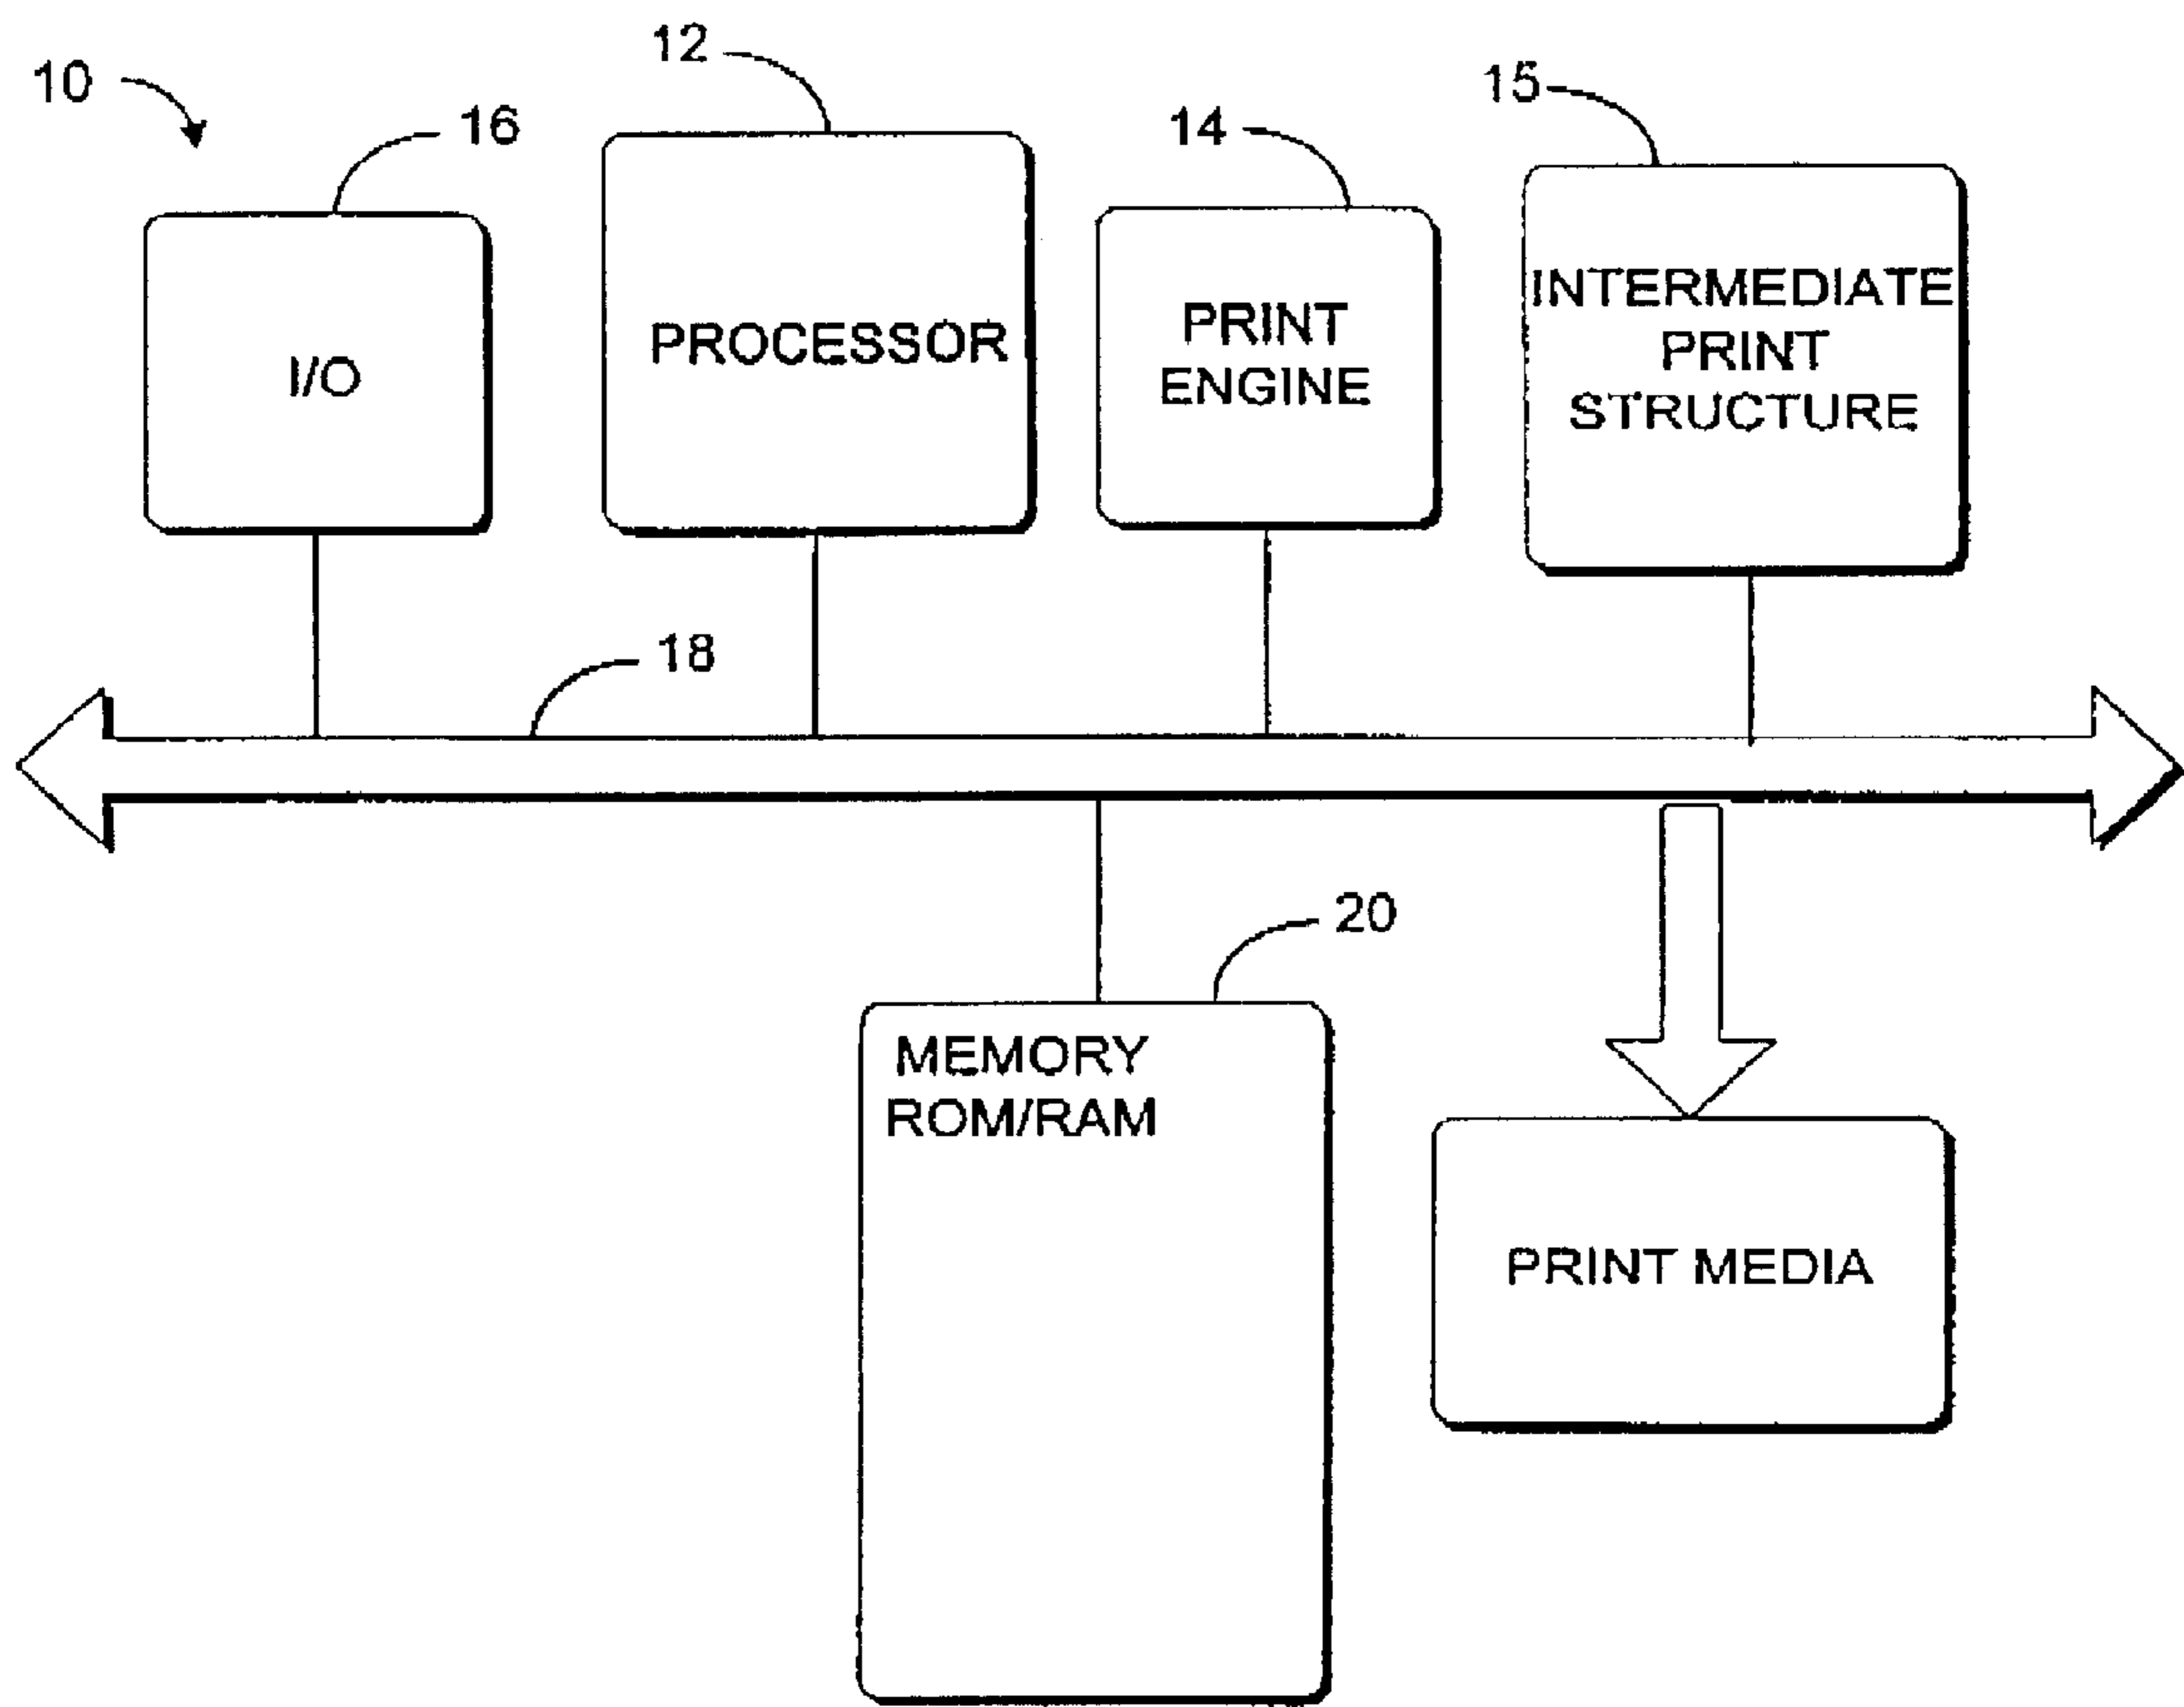 10
12
15
16
14
I/O
PROCESSOR
PRINT
ENGINE
INTERMEDIATE
PRINT
STRUCTURE
18
20
MEMORY
ROM/RAM
PRINT MEDIA